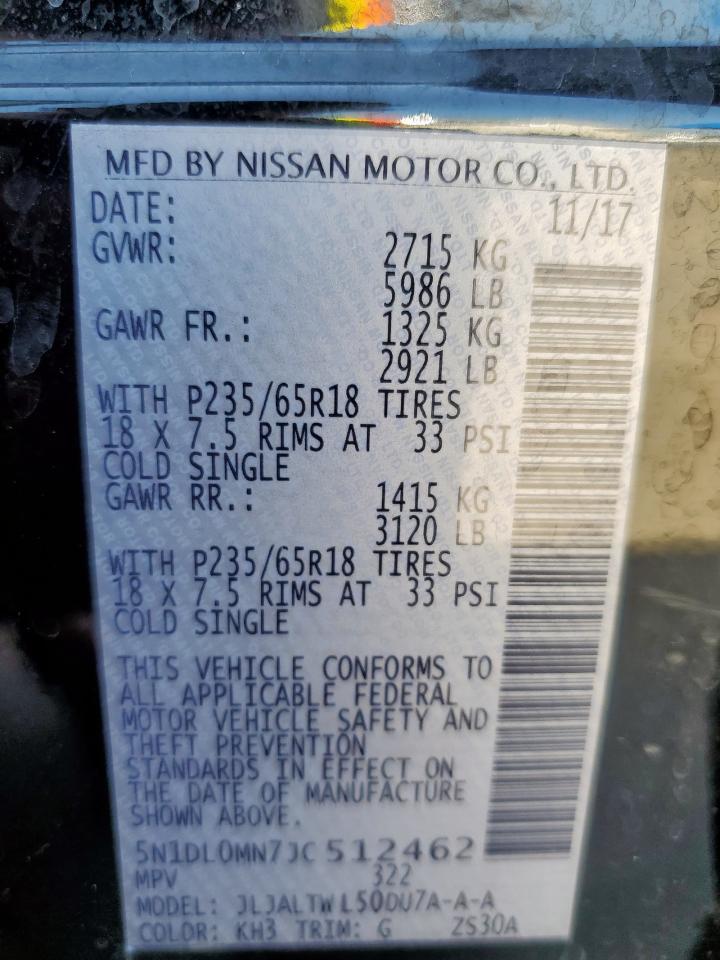 MFD BY NISSAN MOTOR CO., LTD.
DATE: 11/17
GVWR: 2715 KG
5986 LB
GAWR FR.: 1325 KG
2921 LB
WITH P235/65R18 TIRES
18 X 7.5 RIMS AT 33 PSI
COLD SINGLE
GAWR RR.: 1415 KG
3120 LB
WITH P235/65R18 TIRES
18 X 7.5 RIMS AT 33 PSI
COLD SINGLE
THIS VEHICLE CONFORMS TO
ALL APPLICABLE FEDERAL
MOTOR VEHICLE SAFETY AND
THEFT PREVENTION
STANDARDS IN EFFECT ON
THE DATE OF MANUFACTURE
SHOWN ABOVE.
5N1DL0MN7JC512462
MPV 322
MODEL: JLJALTWL50DU7A-A-A
COLOR: KH3 TRIM: G ZS30A